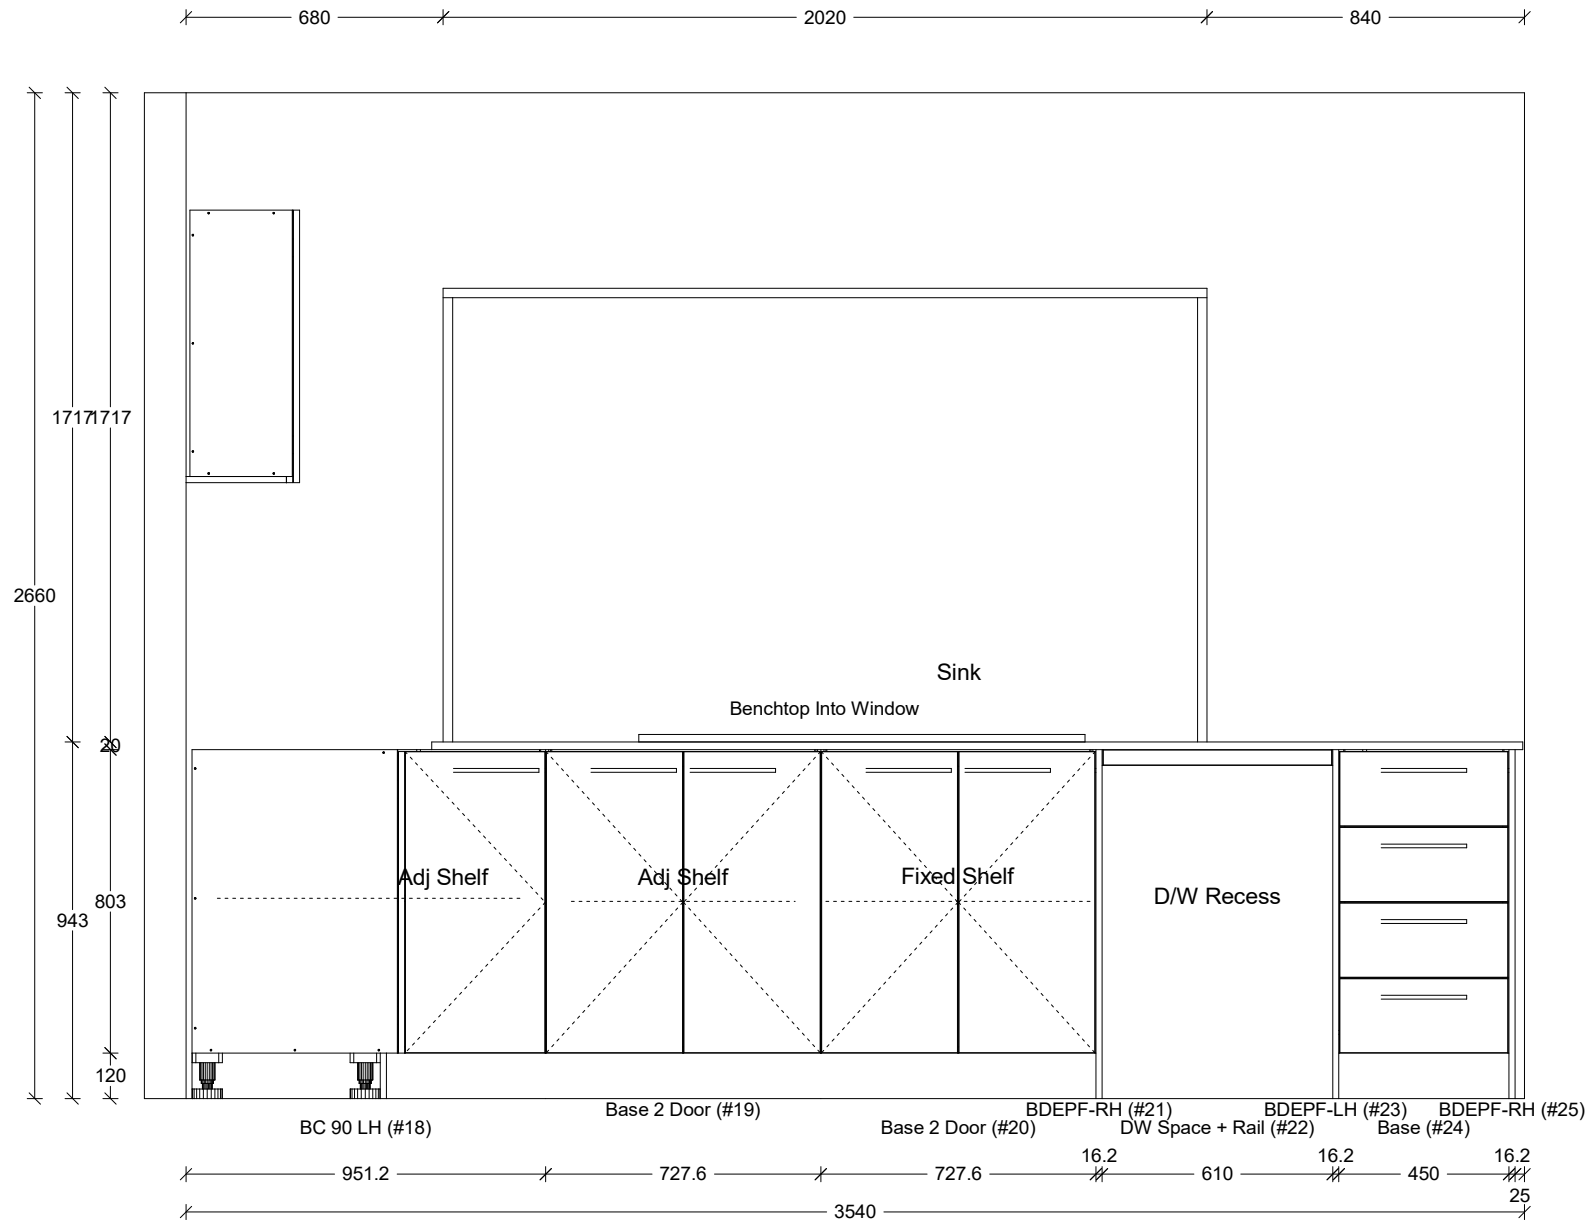 680 2020 840
1717 1717
2660
Sink
Benchtop Into Window
20
Adj Shelf Adj Shelf Fixed Shelf
D/W Recess
803
943
120
BDEPF-RH (#21) BDEPF-LH (#23) BDEPF-RH (#25)
Base 2 Door (#19)
BC 90 LH (#18) Base 2 Door (#20) DW Space + Rail (#22) Base (#24)
16.2 16.2 16.2
951.2 727.6 727.6 610 450
25
3540